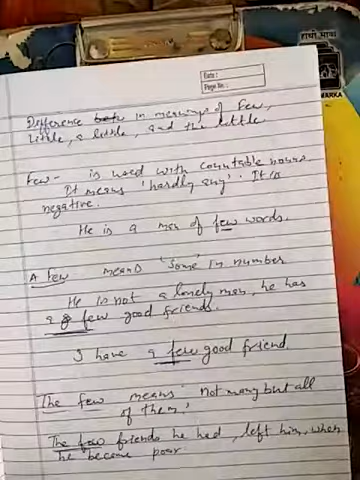 हाथी छाप
MARKA
Date :
Page No :
Difference in meanings of Few,
little, a little, and the little.
Few- is used with countable nouns.
It means 'hardly any'. It is
negative.
He is a man of few words.
A few means 'some' in number
He is not a lonely man, he has
a few good friends.
I have a few good friend.
The few means' not many but all
of them'
The few friends he had, left him, when
he became poor.